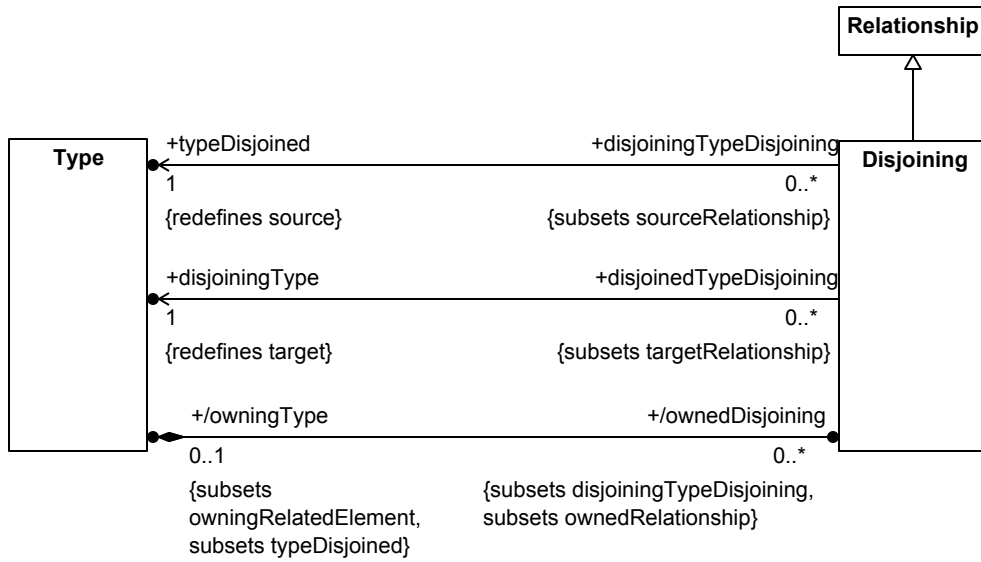 Relationship
+typeDisjoined +disjoiningTypeDisjoining
Type Disjoining
1 0..*
{redefines source} {subsets sourceRelationship}
+disjoiningType +disjoinedTypeDisjoining
1 0..*
{redefines target} {subsets targetRelationship}
+/owningType +/ownedDisjoining
0..1 0..*
{subsets {subsets disjoiningTypeDisjoining,
owningRelatedElement, subsets ownedRelationship}
subsets typeDisjoined}